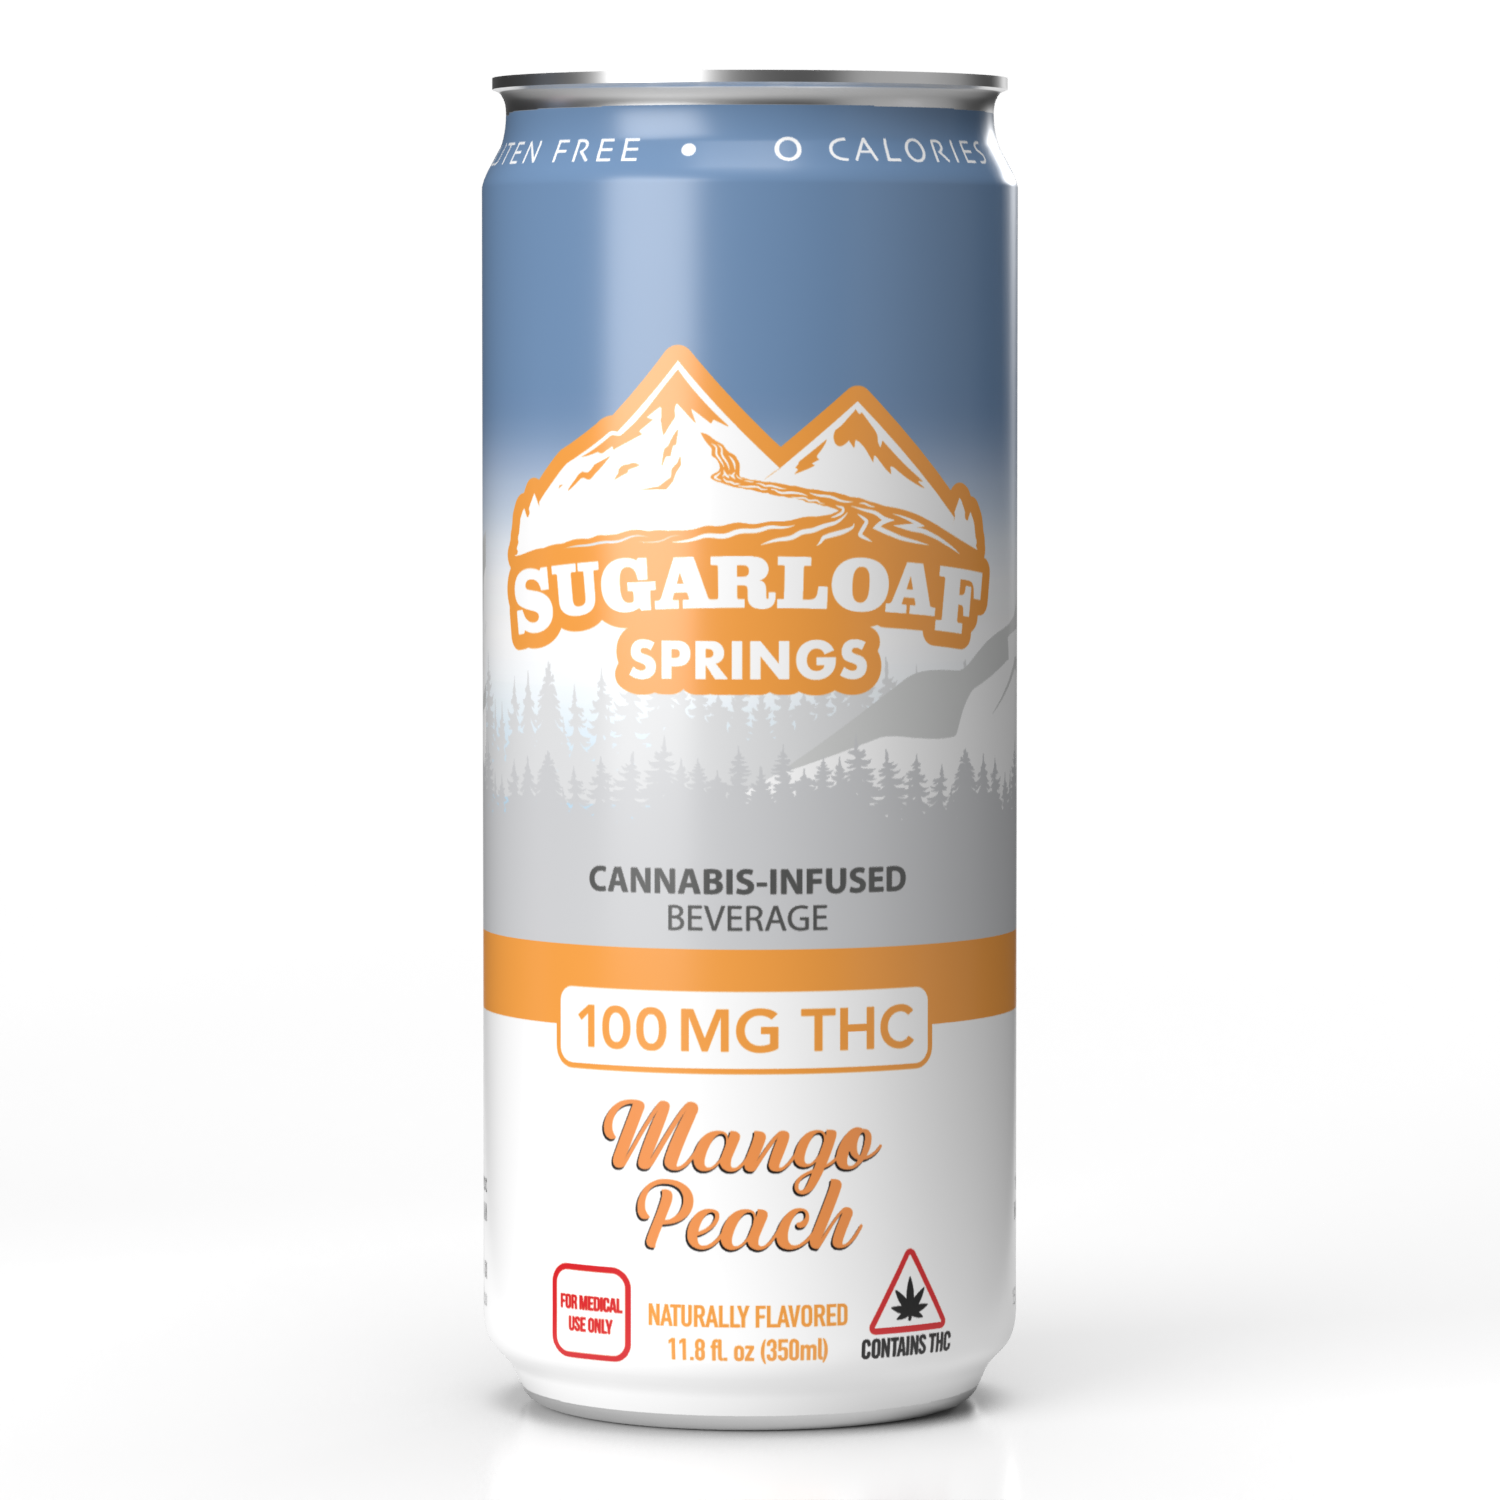 FREE • 0 CALORIES
SUGARLOAF
SPRINGS
CANNABIS-INFUSED
BEVERAGE
100 MG THC
Mango
Peach
FOR MEDICAL
USE ONLY
NATURALLY FLAVORED
11.8 fl. oz (350ml)
CONTAINS THC